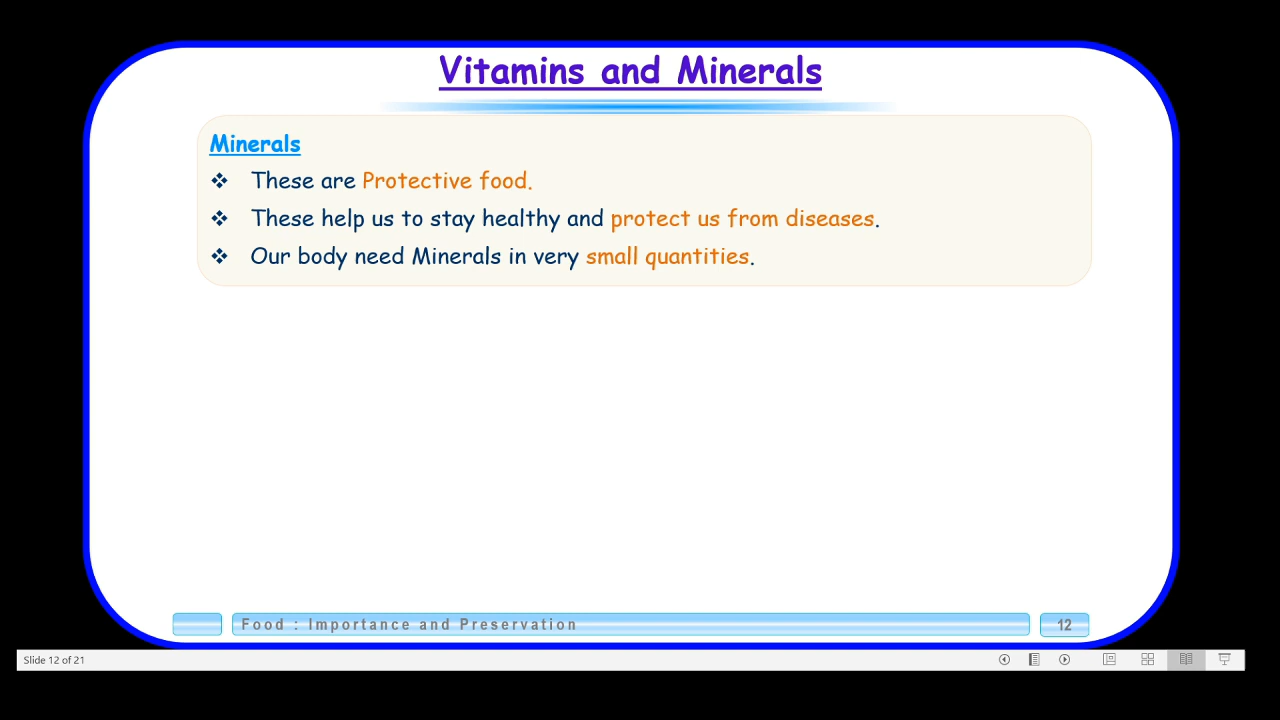 Vitamins and Minerals
Minerals
❖ These are Protective food.
❖ These help us to stay healthy and protect us from diseases.
❖ Our body need Minerals in very small quantities.
Food : Importance and Preservation
12
Slide 12 of 21